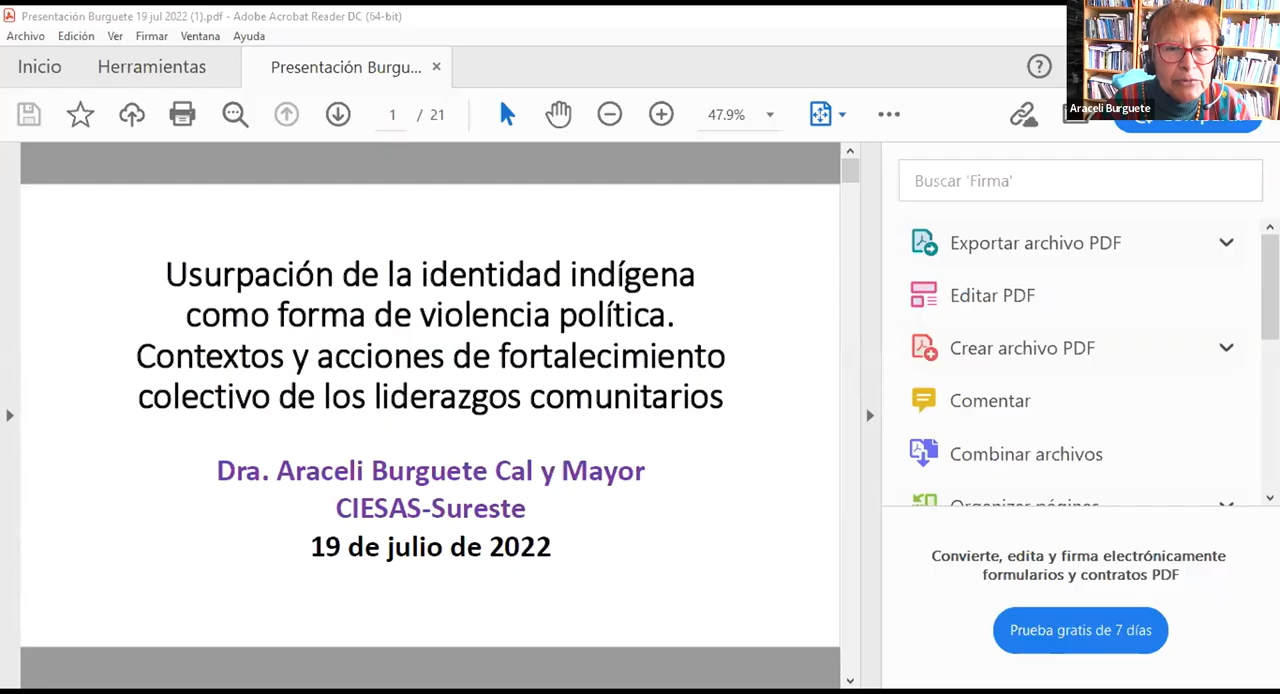 Presentación Burguete 19 jul 2022 (1).pdf - Adobe Acrobat Reader DC (64-bit)
Archivo Edición Ver Firmar Ventana Ayuda
Inicio Herramientas Presentación Burgu... ×
1 / 21 47.9%
Araceli Burguete
Buscar 'Firma'
Exportar archivo PDF
Editar PDF
Crear archivo PDF
Comentar
Combinar archivos
Organizar páginas
Convierte, edita y firma electrónicamente
formularios y contratos PDF
Prueba gratis de 7 días
Usurpación de la identidad indígena
como forma de violencia política.
Contextos y acciones de fortalecimiento
colectivo de los liderazgos comunitarios
Dra. Araceli Burguete Cal y Mayor
CIESAS-Sureste
19 de julio de 2022